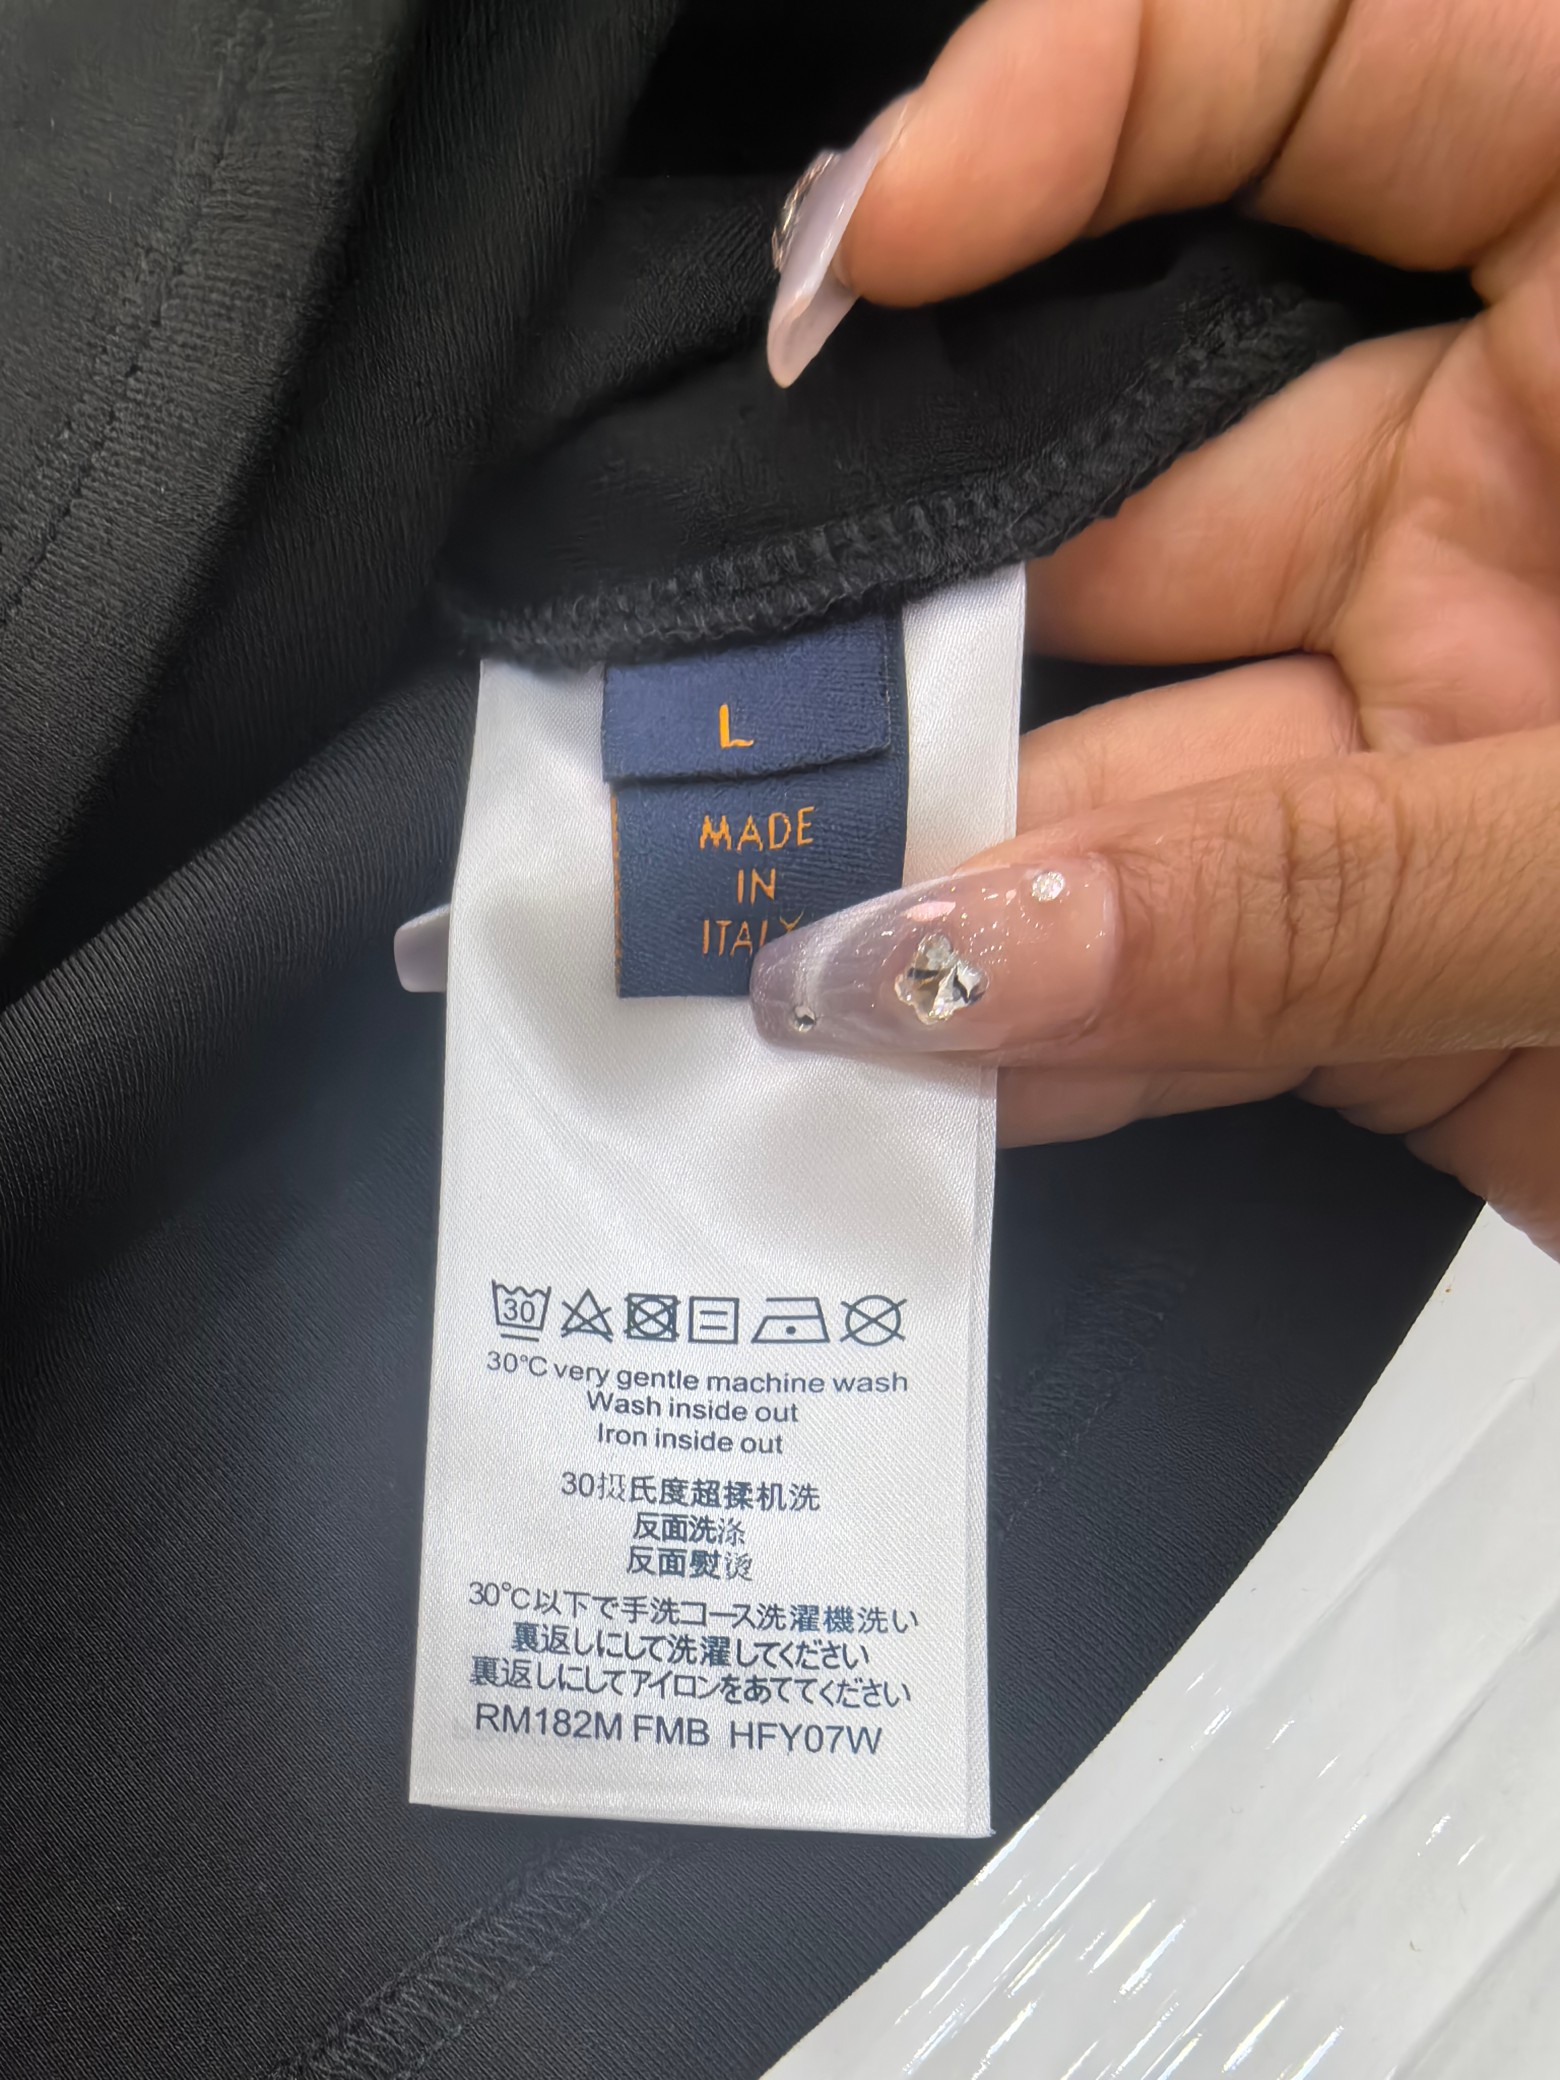 L
MADE
IN
ITALY
30
30°C very gentle machine wash
Wash inside out
Iron inside out
30摄氏度超揉机洗
反面洗涤
反面熨烫
30°C以下で手洗コース洗濯機洗い
裏返しにして洗濯してください
裏返しにしてアイロンをあててください
RM182M FMB HFY07W